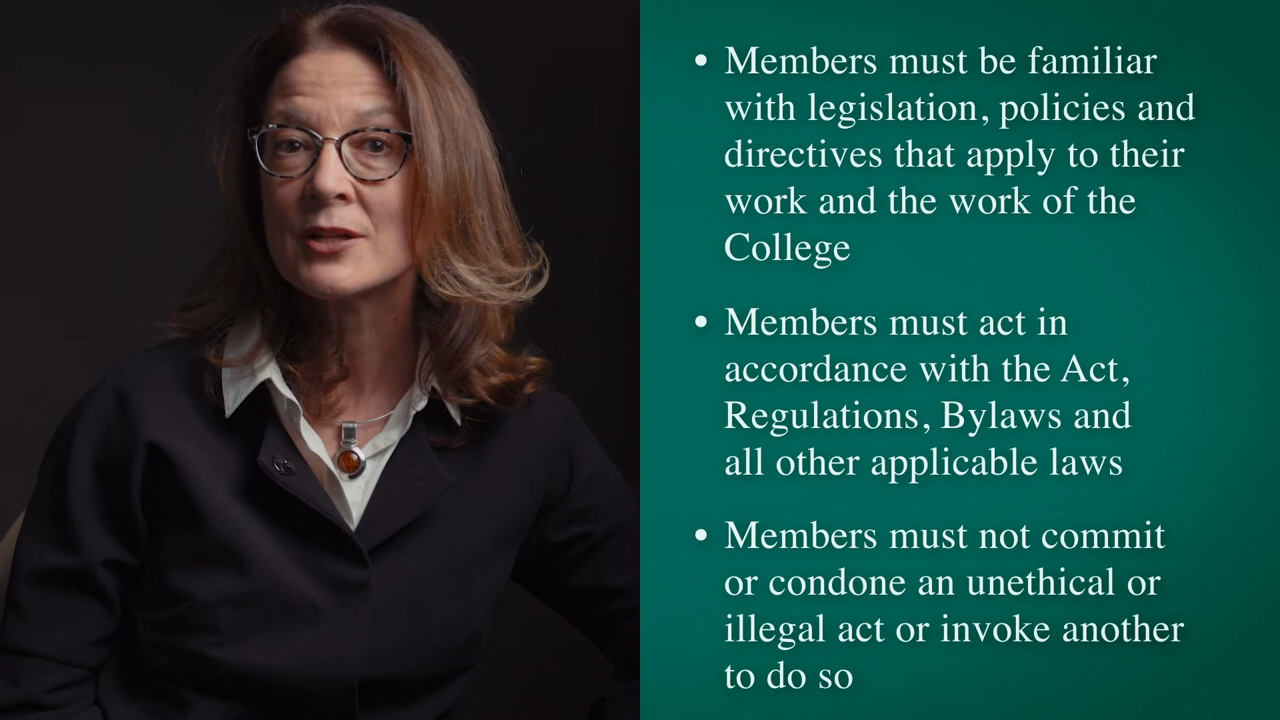 • Members must be familiar
with legislation, policies and
directives that apply to their
work and the work of the
College
• Members must act in
accordance with the Act,
Regulations, Bylaws and
all other applicable laws
• Members must not commit
or condone an unethical or
illegal act or invoke another
to do so